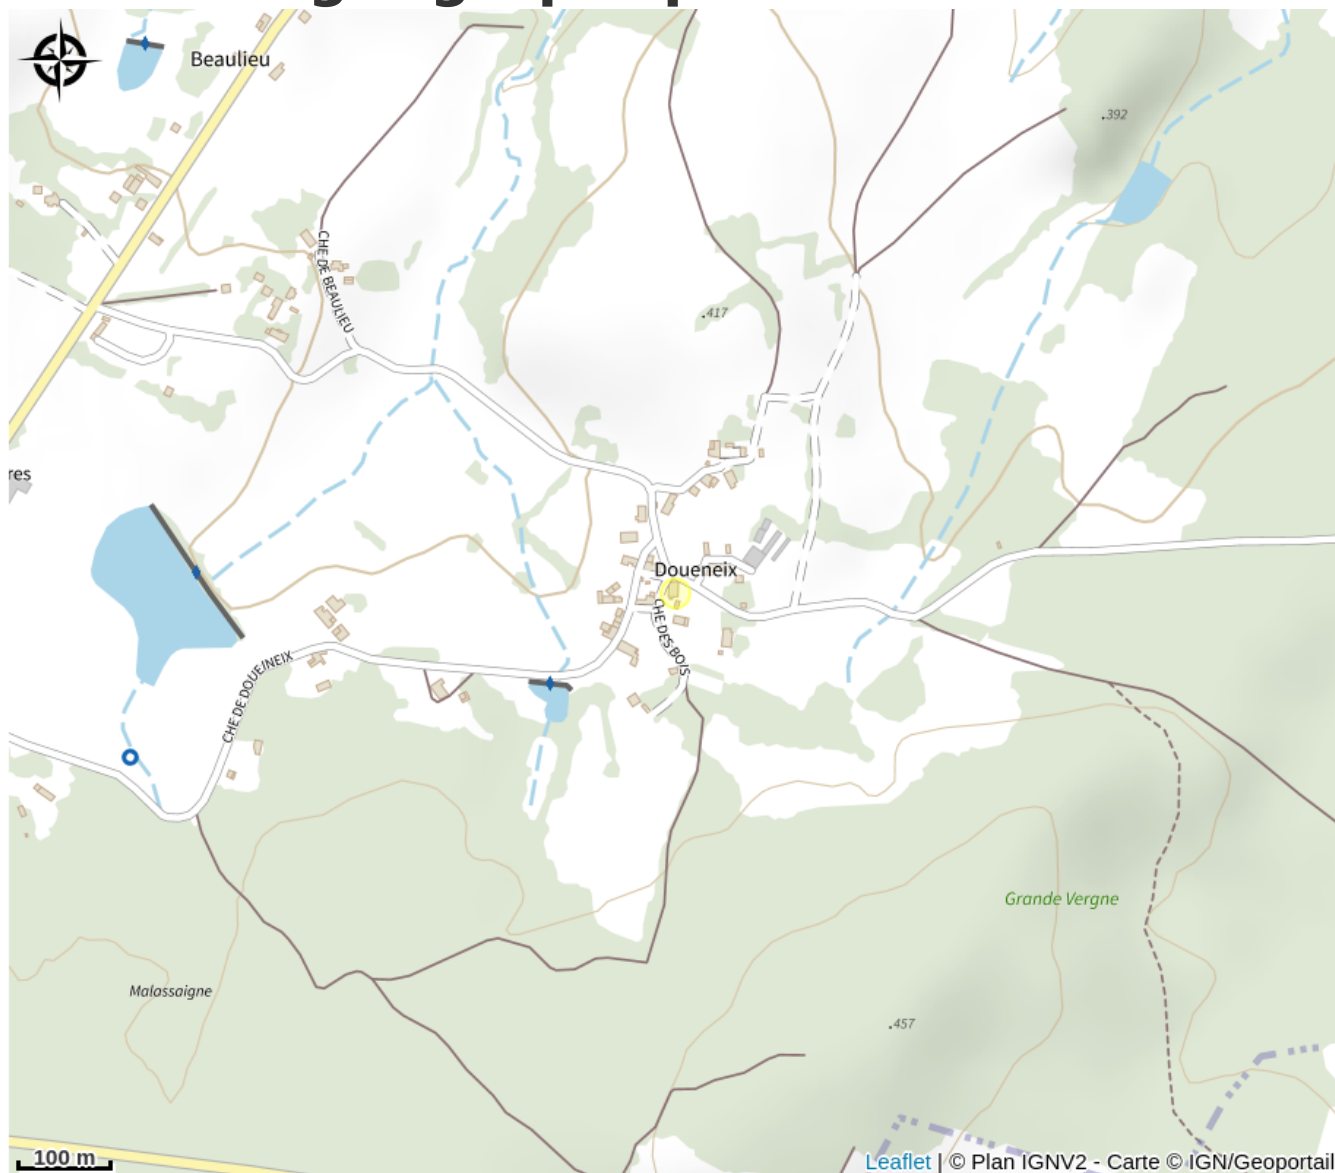 Beaulieu
.392
CHE DE BEAULIEU
.417
res
Doueneix
CHE DES BOIS
CHE DE DOUEINEIX
Grande Vergne
Malassaigne
.457
100 m
Leaflet | © Plan IGNV2 - Carte © IGN/Geoportail